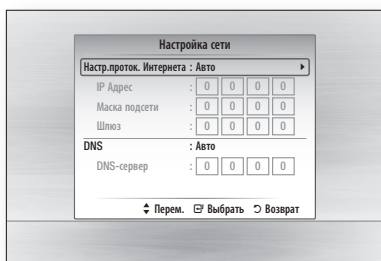 Настройка сети
Настр.проток. Интернета : Авто
IP Адрес : 0 0 0 0
Маска подсети : 0 0 0 0
Шлюз : 0 0 0 0
DNS : Авто
DNS-сервер : 0 0 0 0
Перем. Выбрать Возврат